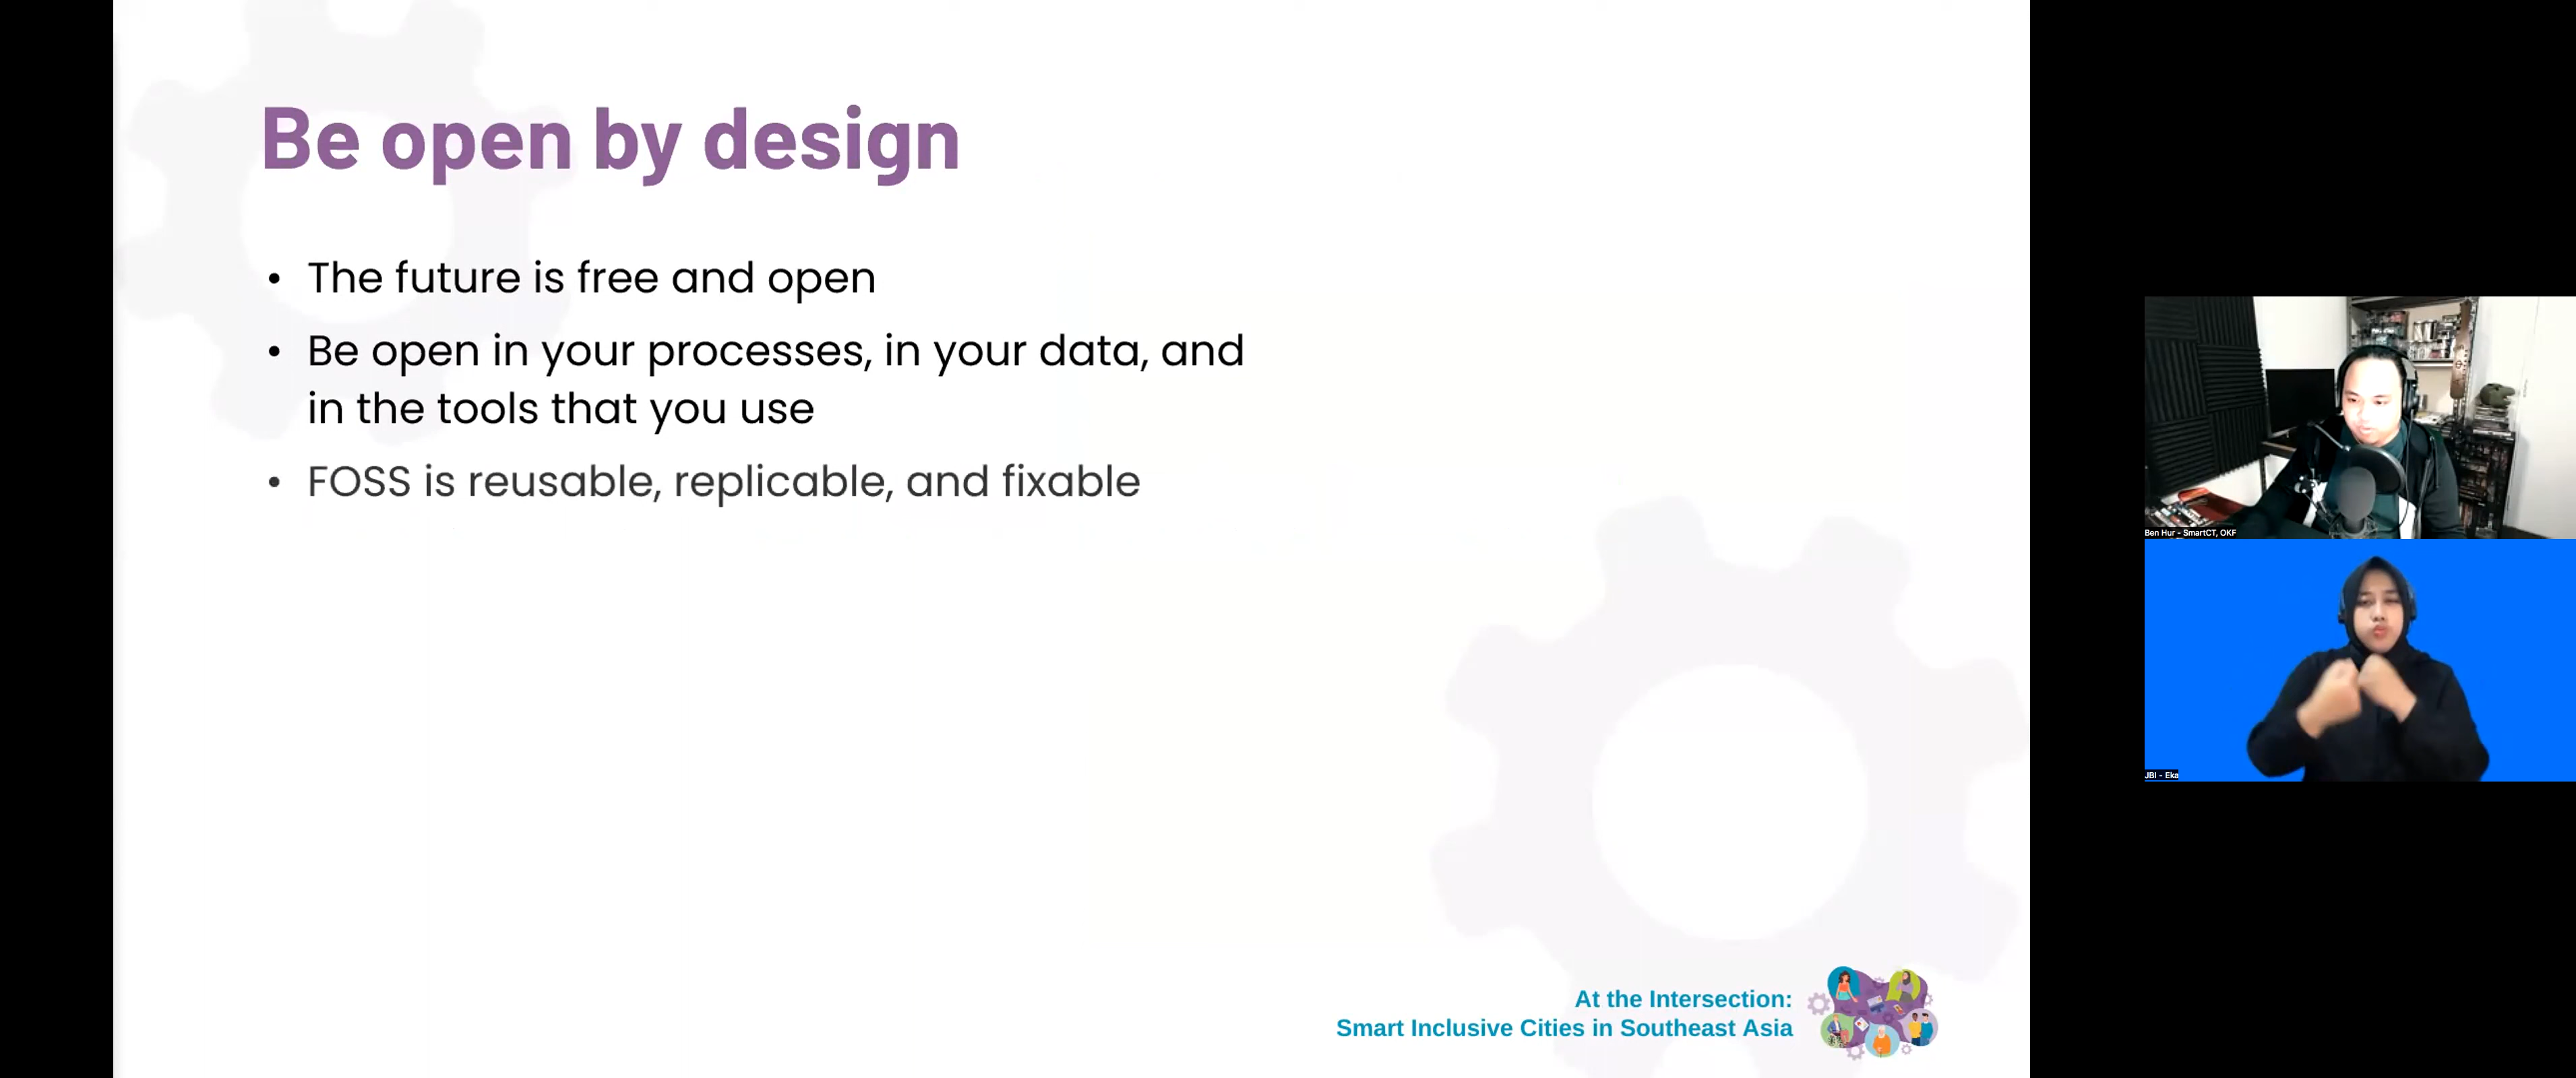 Be open by design
• The future is free and open
• Be open in your processes, in your data, and
in the tools that you use
• FOSS is reusable, replicable, and fixable
Ben Hur - SmartCT, OKF
JBI - Eka
At the Intersection:
Smart Inclusive Cities in Southeast Asia